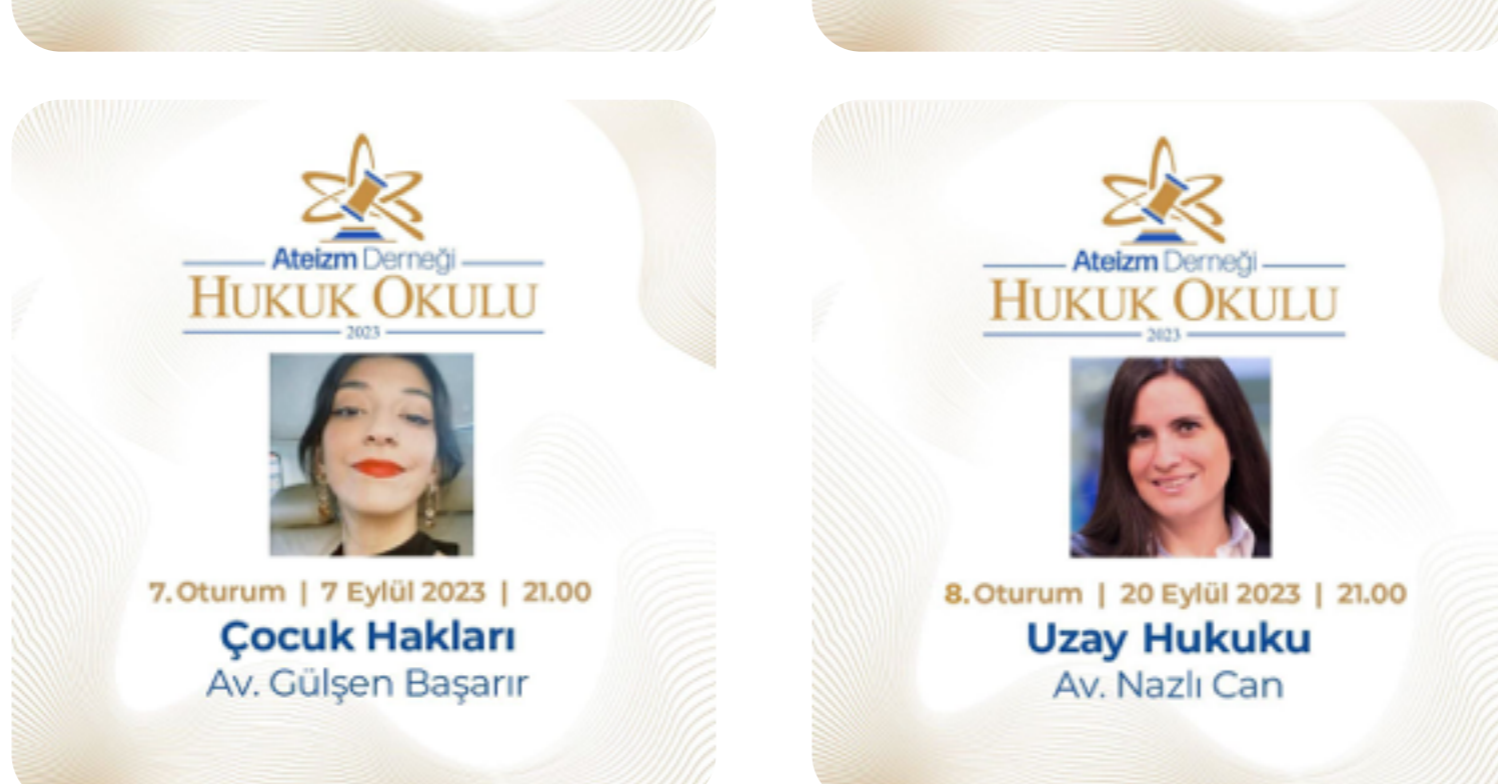 Ateizm Derneği
HUKUK OKULU
2023
7. Oturum | 7 Eylül 2023 | 21.00
Çocuk Hakları
Av. Gülşen Başarır
Ateizm Derneği
HUKUK OKULU
2023
8. Oturum | 20 Eylül 2023 | 21.00
Uzay Hukuku
Av. Nazlı Can